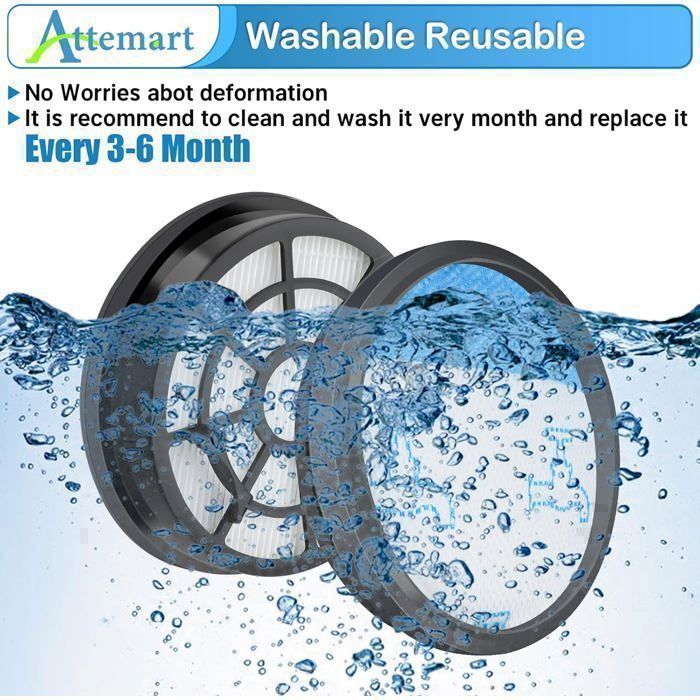 Attemart
Washable Reusable
No Worries abot deformation
It is recommend to clean and wash it very month and replace it
Every 3-6 Month